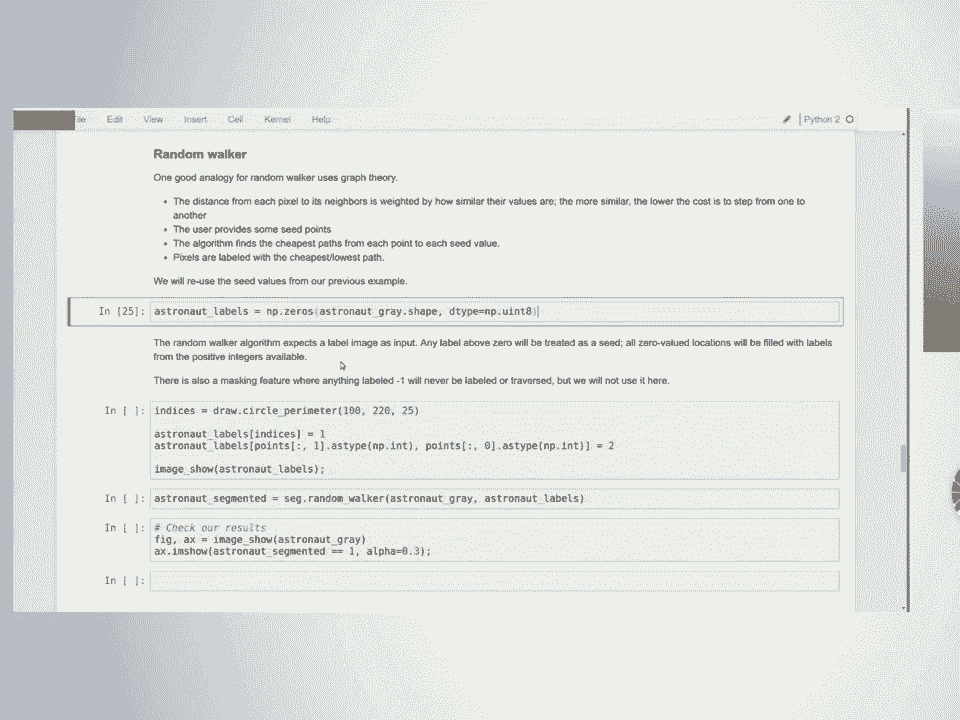 Edit View Insert Cell Kernel Help
Python 2
Random walker
One good analogy for random walker uses graph theory.
The distance from each pixel to its neighbors is weighted by how similar their values are; the more similar, the lower the cost is to step from one to
another
The user provides some seed points
The algorithm finds the cheapest paths from each point to each seed value.
Pixels are labeled with the cheapest/lowest path.
We will re-use the seed values from our previous example.
In [25]: astronaut_labels = np.zeros(astronaut_gray.shape, dtype=np.uint8)
The random walker algorithm expects a label image as input. Any label above zero will be treated as a seed; all zero-valued locations will be filled with labels
from the positive integers available.
There is also a masking feature where anything labeled -1 will never be labeled or traversed, but we will not use it here.
In [ ]: indices = draw.circle_perimeter(100, 220, 25)
astronaut_labels[indices] = 1
astronaut_labels[points[:, 1].astype(np.int), points[:, 0].astype(np.int)] = 2
image_show(astronaut_labels);
In [ ]: astronaut_segmented = seg.random_walker(astronaut_gray, astronaut_labels)
In [ ]: # Check our results
fig, ax = image_show(astronaut_gray)
ax.imshow(astronaut_segmented == 1, alpha=0.3);
In [ ]: